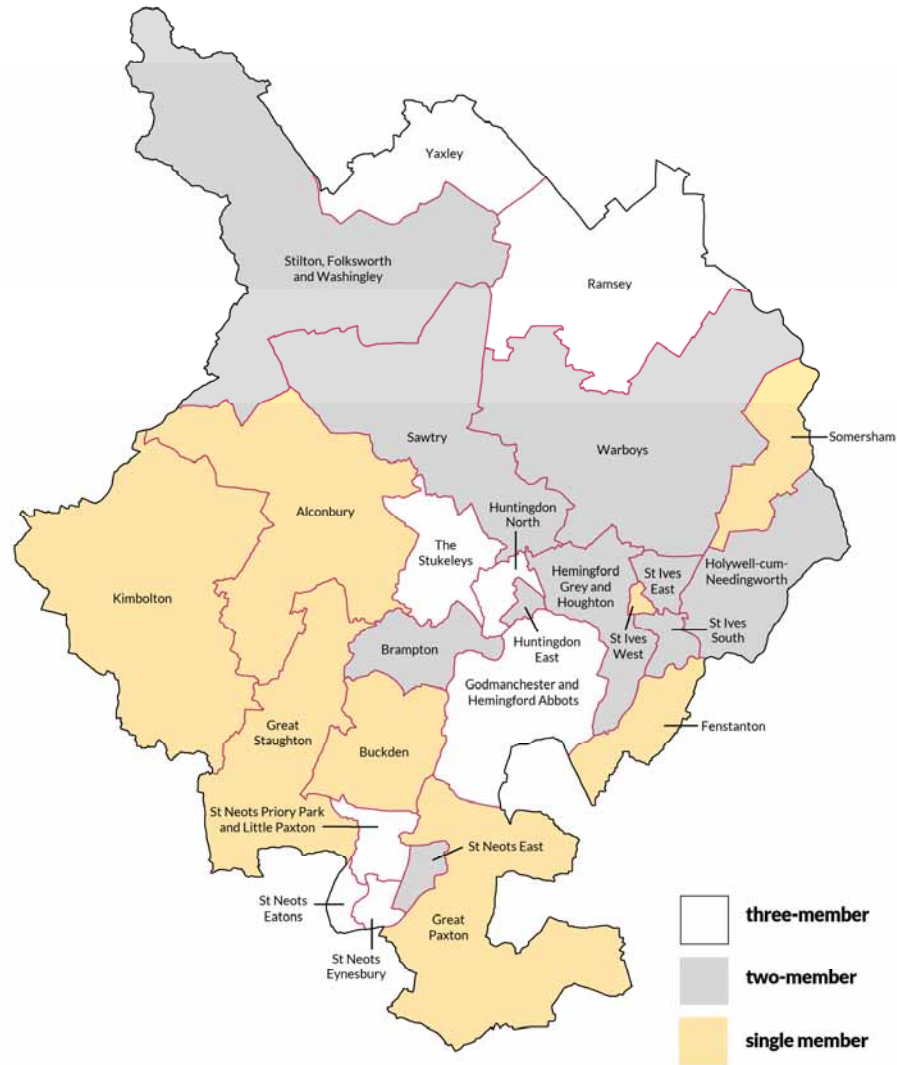 Yaxley
Stilton, Folksworth
and Washingley
Ramsey
Sawtry
Warboys
Somersham
Alconbury
Huntingdon
North
The
Stukeleys
Hemingford
Grey and
Houghton
St Ives
East
Holywell-cum-
Needingworth
Kimbolton
St Ives
South
Brampton
Huntingdon
East
St Ives
West
Godmanchester and
Hemingford Abbots
Great
Staughton
Buckden
Fenstanton
St Neots Priory Park
and Little Paxton
St Neots East
St Neots
Eatons
Great
Paxton
St Neots
Eynesbury
three-member
two-member
single member